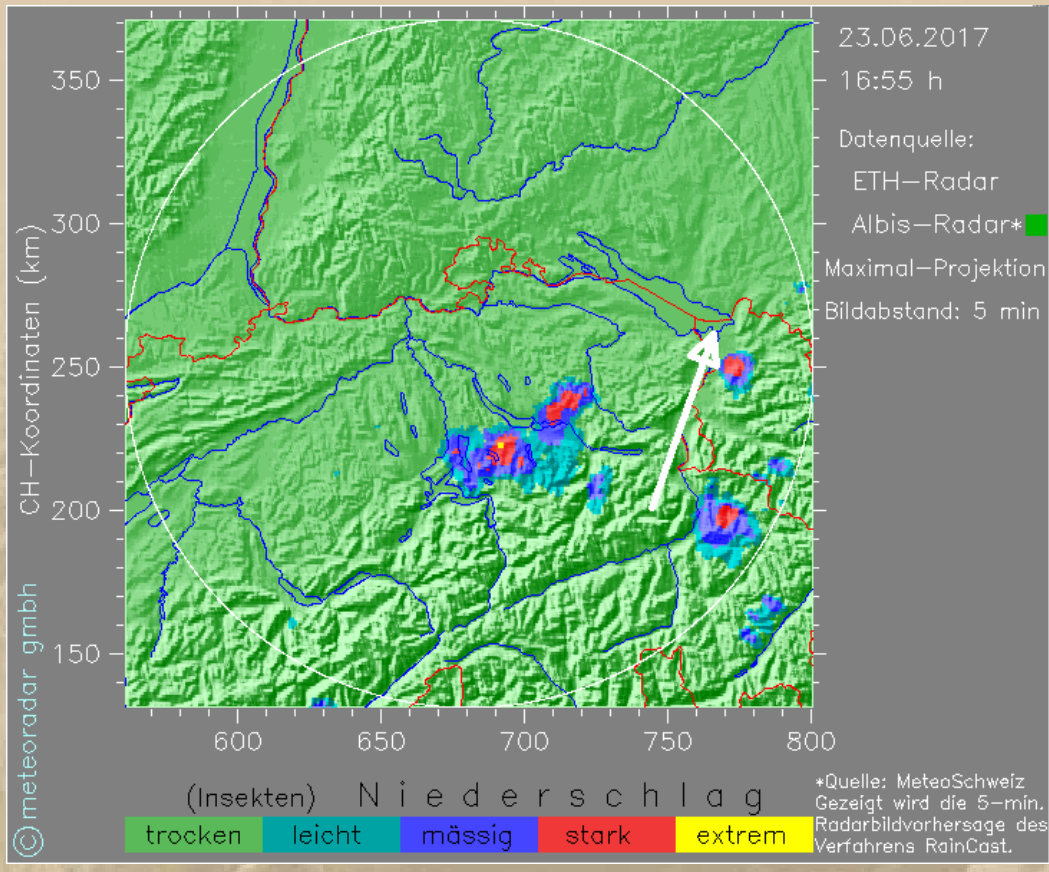 23.06.2017
16:55 h
Datenquelle:
ETH-Radar
Albis-Radar*
Maximal-Projektion
Bildabstand: 5 min
CH-Koordinaten (km)
350
300
250
200
150
600
650
700
750
800
© meteoradar gmbh
(Insekten) Niederschlag
trocken
leicht
mässig
stark
extrem
*Quelle: MeteoSchweiz
Gezeigt wird die 5-min.
Radarbildvorhersage des
Verfahrens RainCast.